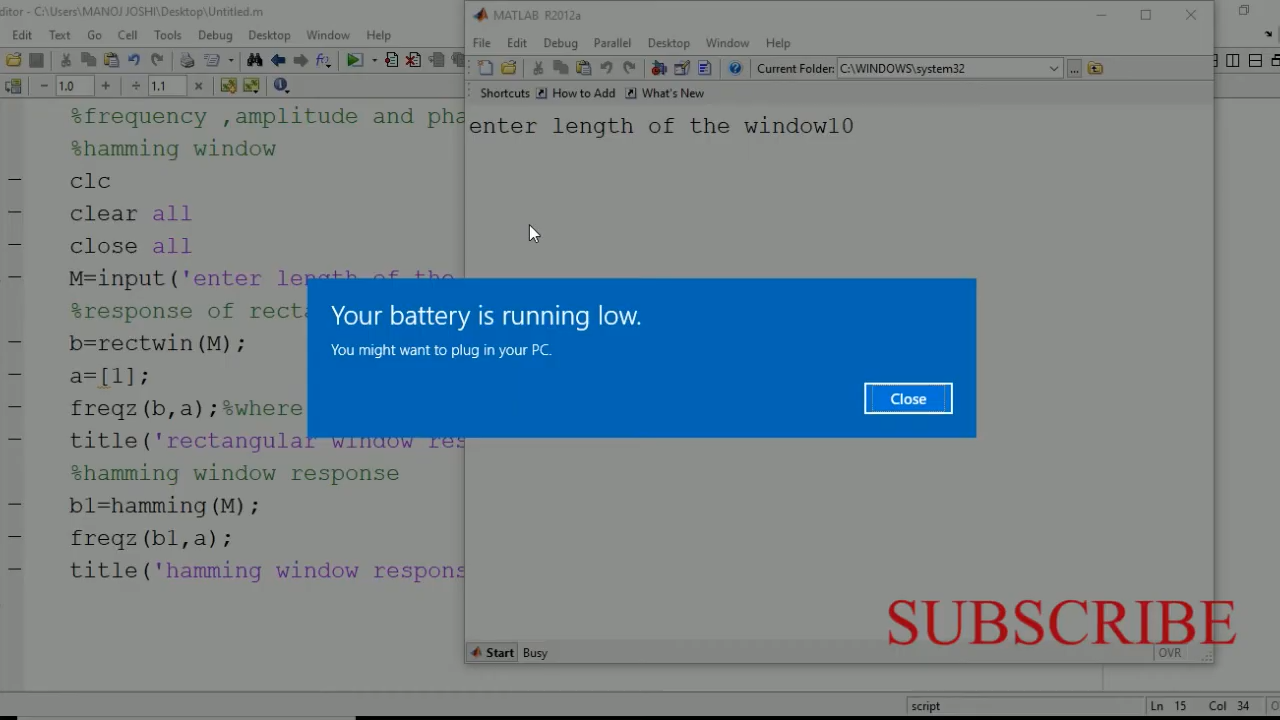 ditor - C:\Users\MANOJ JOSHI\Desktop\Untitled.m
Edit Text Go Cell Tools Debug Desktop Window Help
1.0 1.1
%frequency ,amplitude and pha
%hamming window
clc
clear all
close all
M=input('enter length of the
%response of recta
b=rectwin(M);
a=[1];
freqz(b,a);%where
title('rectangular window res
%hamming window response
b1=hamming(M);
freqz(b1,a);
title('hamming window respons
MATLAB R2012a
File Edit Debug Parallel Desktop Window Help
Current Folder: C:\WINDOWS\system32
Shortcuts How to Add What's New
enter length of the window10
Your battery is running low.
You might want to plug in your PC.
Close
SUBSCRIBE
Start Busy
OVR
script
Ln 15 Col 34